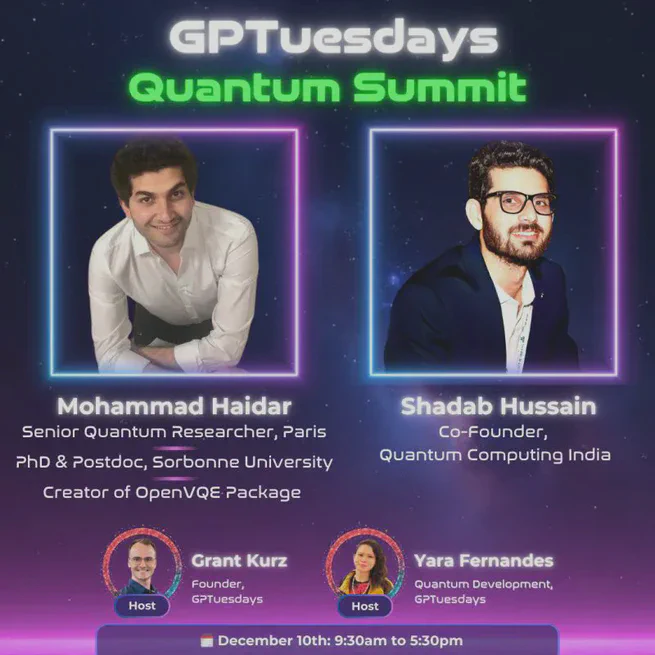 GPTuesdays
Quantum Summit
Mohammad Haidar
Senior Quantum Researcher, Paris
PhD & Postdoc, Sorbonne University
Creator of OpenVQE Package
Shadab Hussain
Co-Founder,
Quantum Computing India
Grant Kurz
Founder,
GPTuesdays
Host
Yara Fernandes
Quantum Development,
GPTuesdays
Host
December 10th: 9:30am to 5:30pm